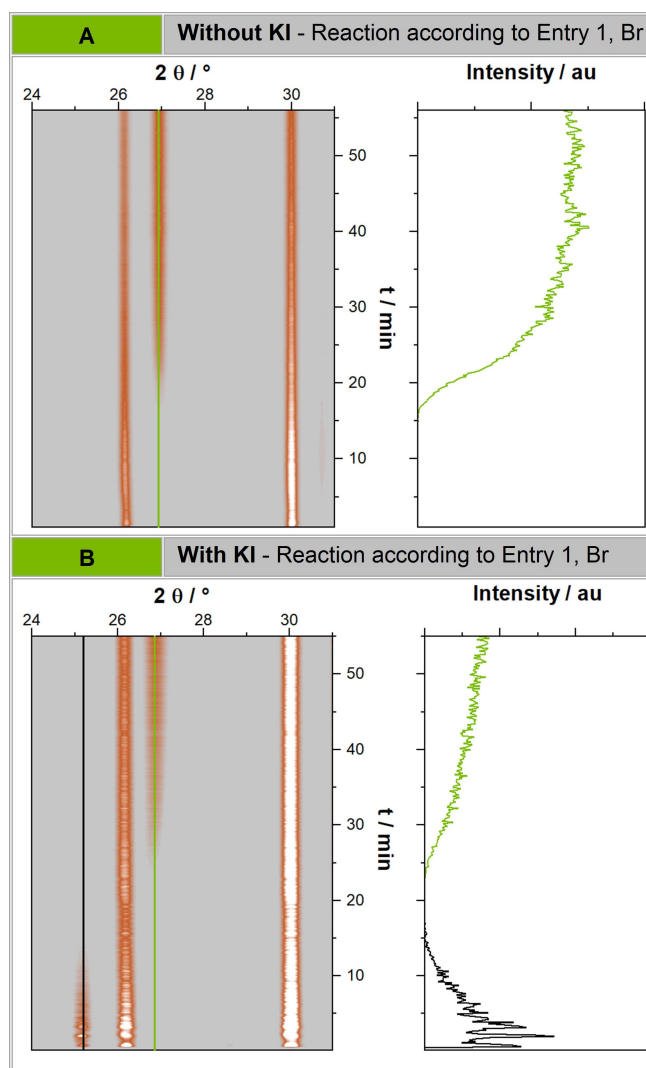 A
Without KI - Reaction according to Entry 1, Br
2 θ / °
Intensity / au
24 26 28 30
50
40
30
20
10
t / min
B
With KI - Reaction according to Entry 1, Br
2 θ / °
Intensity / au
24 26 28 30
50
40
30
20
10
t / min